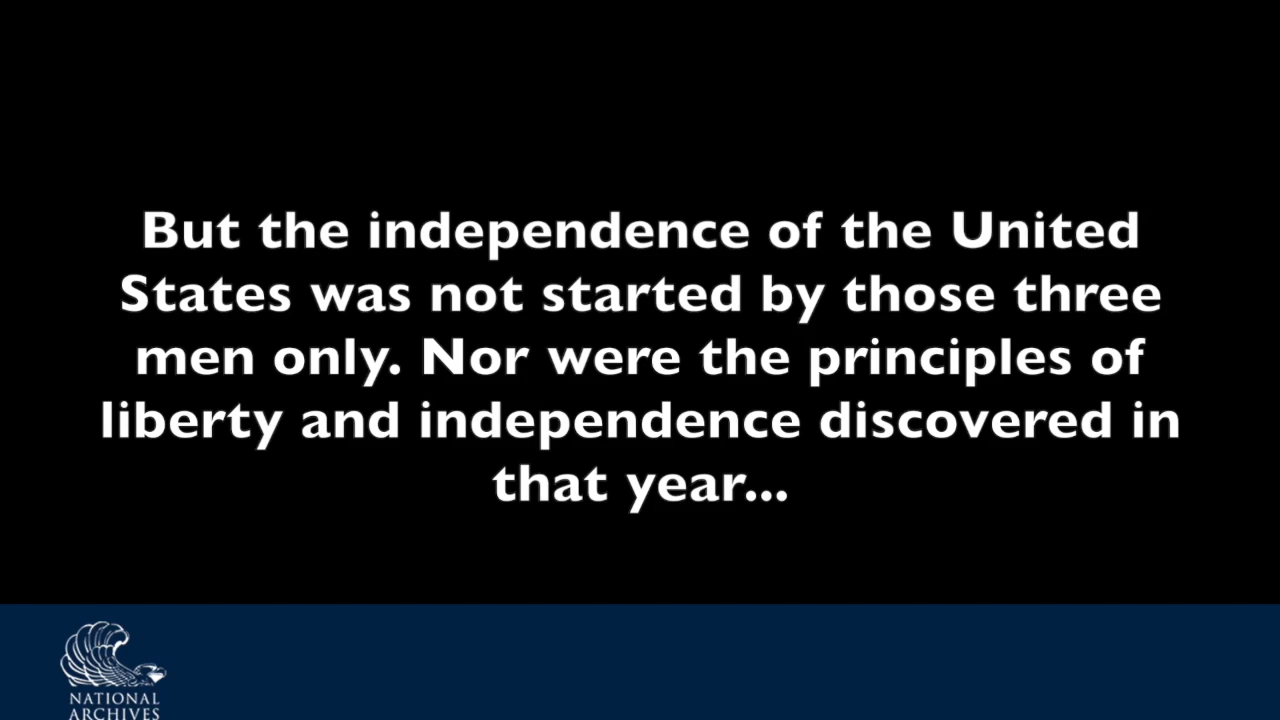 But the independence of the United
States was not started by those three
men only. Nor were the principles of
liberty and independence discovered in
that year...
NATIONAL
ARCHIVES